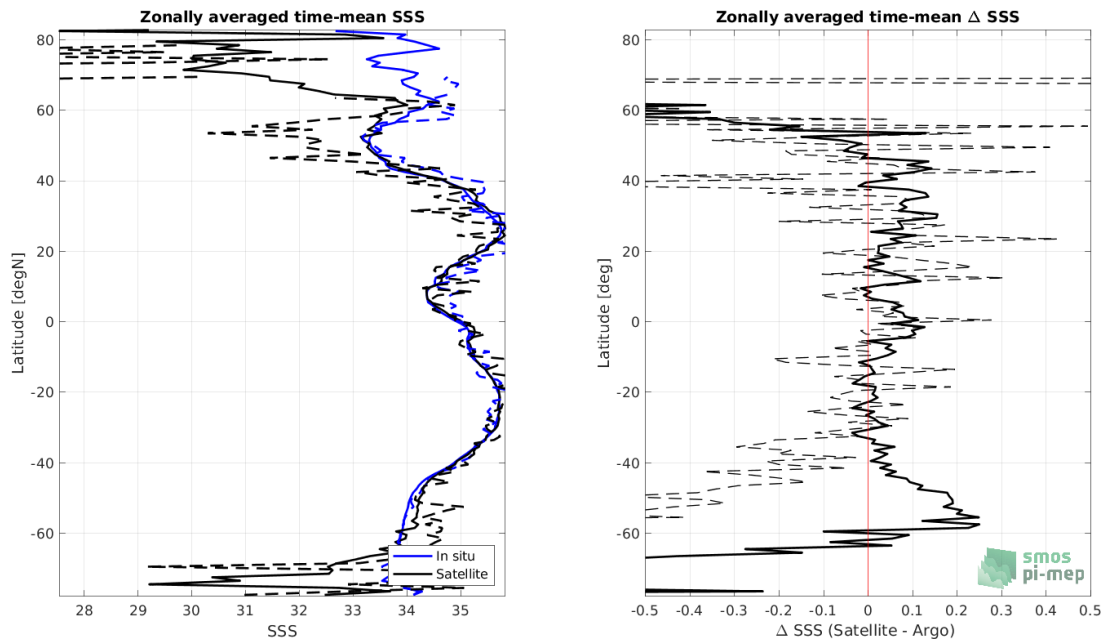 Zonally averaged time-mean SSS
80
60
40
20
0
-20
-40
-60
Latitude [degN]
28 29 30 31 32 33 34 35
SSS
In situ
Satellite
Zonally averaged time-mean Δ SSS
80
60
40
20
0
-20
-40
-60
Latitude [deg]
-0.5 -0.4 -0.3 -0.2 -0.1 0 0.1 0.2 0.3 0.4 0.5
Δ SSS (Satellite - Argo)
smos
pi-mep